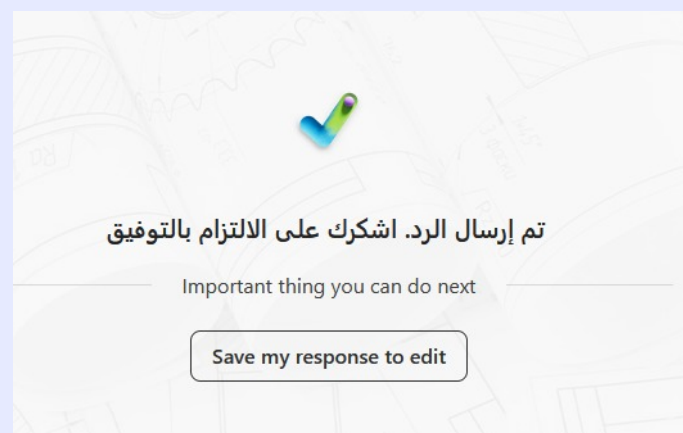 تم إرسال الرد. اشكرك على الالتزام بالتوفيق
Important thing you can do next
Save my response to edit